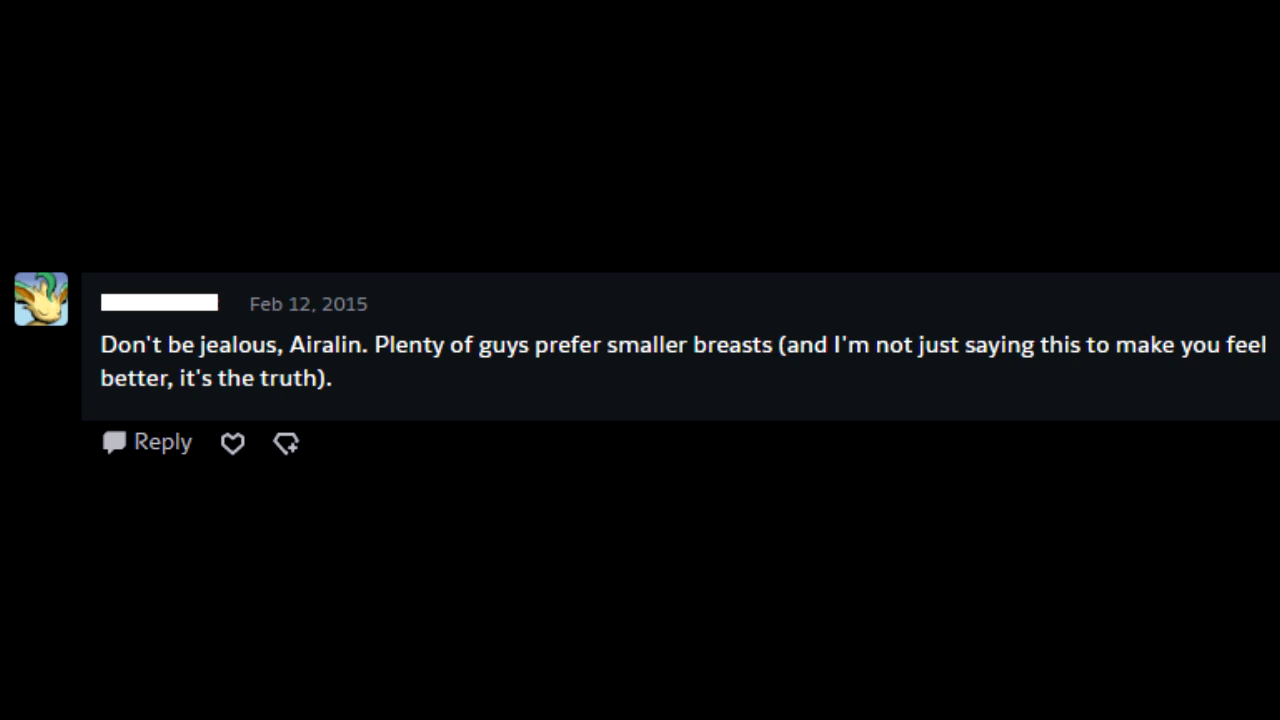 Feb 12, 2015
Don't be jealous, Airalin. Plenty of guys prefer smaller breasts (and I'm not just saying this to make you feel
better, it's the truth).
Reply